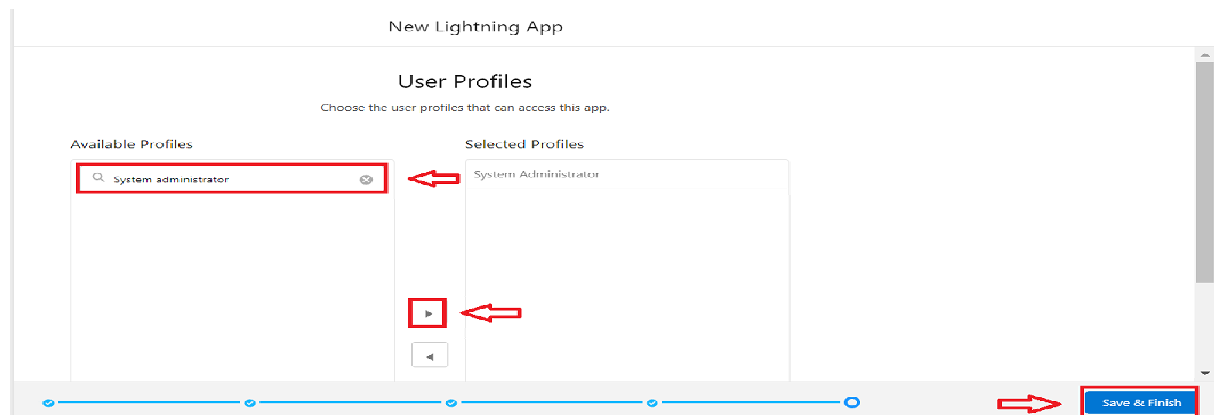 New Lightning App
User Profiles
Choose the user profiles that can access this app.
Available Profiles
Selected Profiles
System administrator
System Administrator
Save & Finish